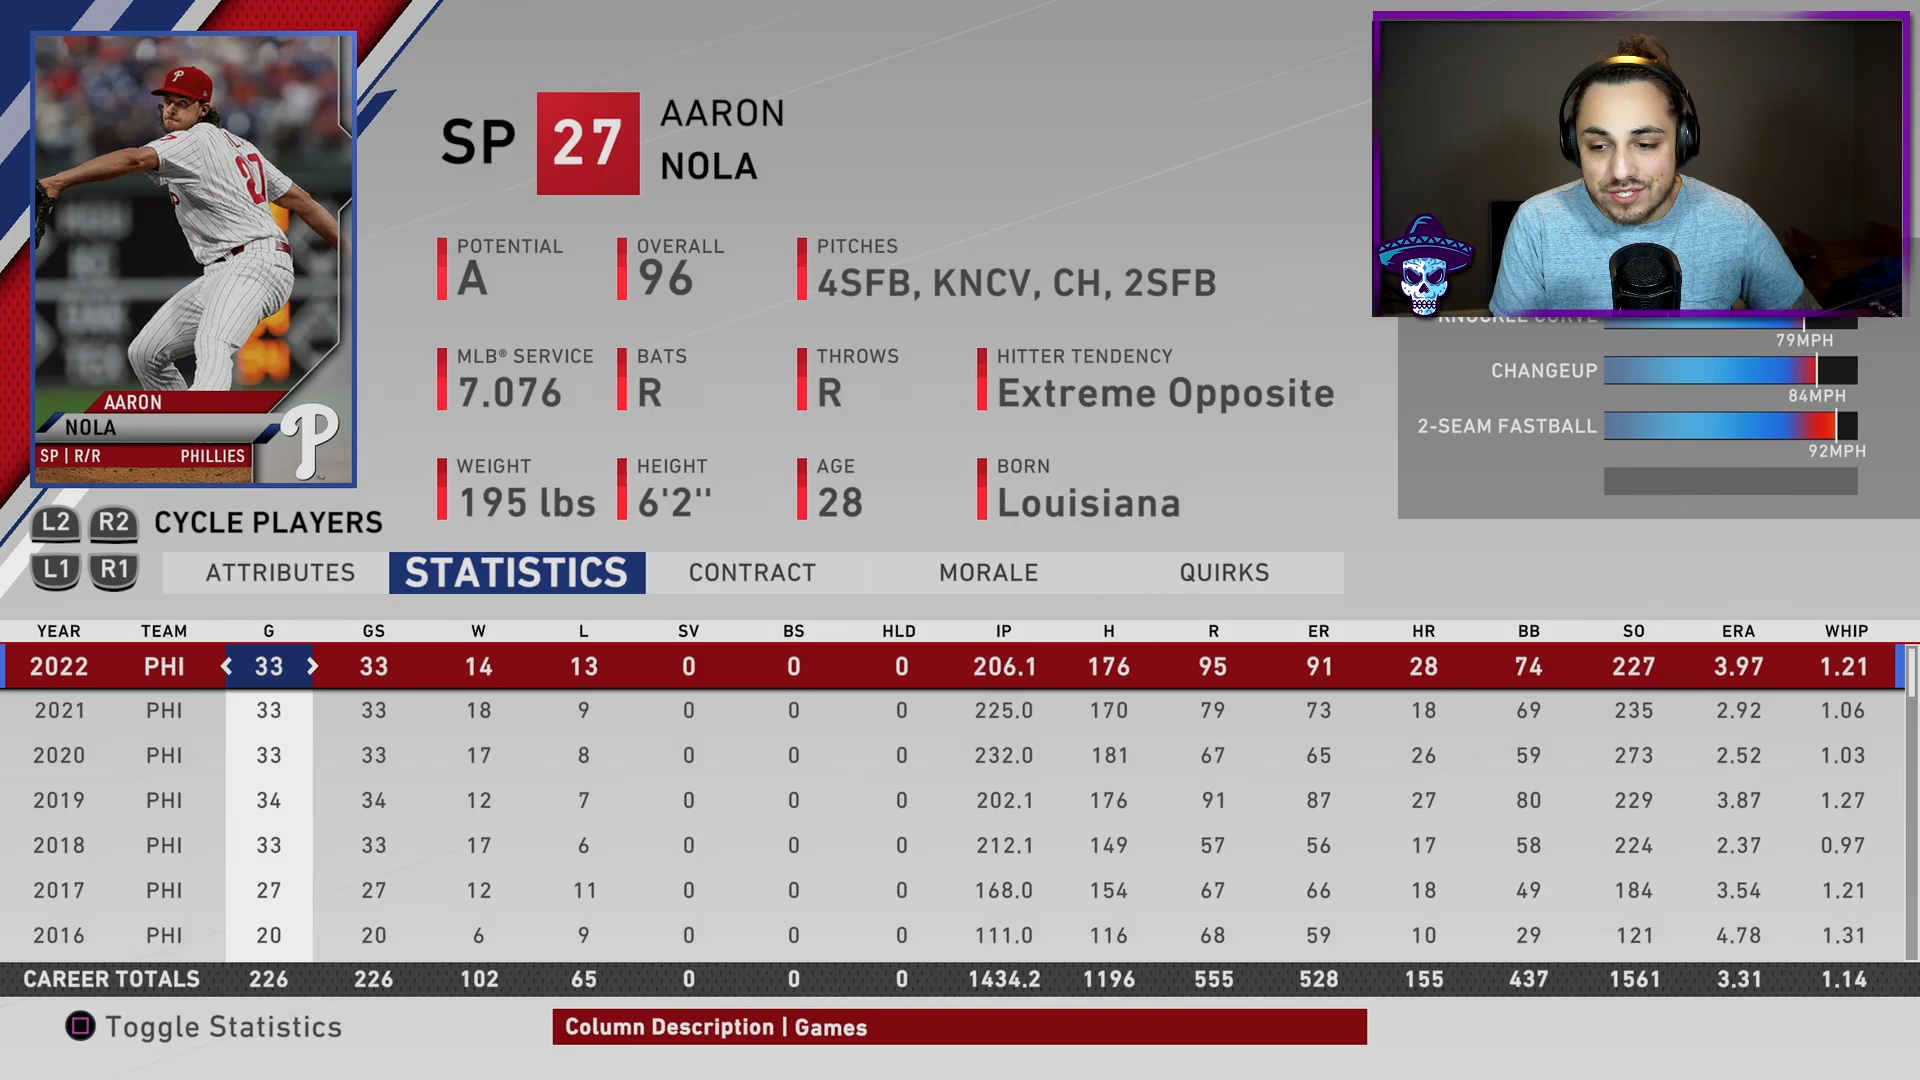 AARON
NOLA
SP | R/R PHILLIES
P
27
SP 27 AARON
NOLA
POTENTIAL
A
OVERALL
96
PITCHES
4SFB, KNCV, CH, 2SFB
MLB® SERVICE
7.076
BATS
R
THROWS
R
HITTER TENDENCY
Extreme Opposite
WEIGHT
195 lbs
HEIGHT
6'2''
AGE
28
BORN
Louisiana
KNUCKLE CURVE
79MPH
CHANGEUP
84MPH
2-SEAM FASTBALL
92MPH
L2 R2 CYCLE PLAYERS
L1 R1
ATTRIBUTES STATISTICS CONTRACT MORALE QUIRKS
YEAR TEAM G GS W L SV BS HLD IP H R ER HR BB SO ERA WHIP
2022 PHI < 33 > 33 14 13 0 0 0 206.1 176 95 91 28 74 227 3.97 1.21
2021 PHI 33 33 18 9 0 0 0 225.0 170 79 73 18 69 235 2.92 1.06
2020 PHI 33 33 17 8 0 0 0 232.0 181 67 65 26 59 273 2.52 1.03
2019 PHI 34 34 12 7 0 0 0 202.1 176 91 87 27 80 229 3.87 1.27
2018 PHI 33 33 17 6 0 0 0 212.1 149 57 56 17 58 224 2.37 0.97
2017 PHI 27 27 12 11 0 0 0 168.0 154 67 66 18 49 184 3.54 1.21
2016 PHI 20 20 6 9 0 0 0 111.0 116 68 59 10 29 121 4.78 1.31
CAREER TOTALS 226 226 102 65 0 0 0 1434.2 1196 555 528 155 437 1561 3.31 1.14
Toggle Statistics
Column Description | Games